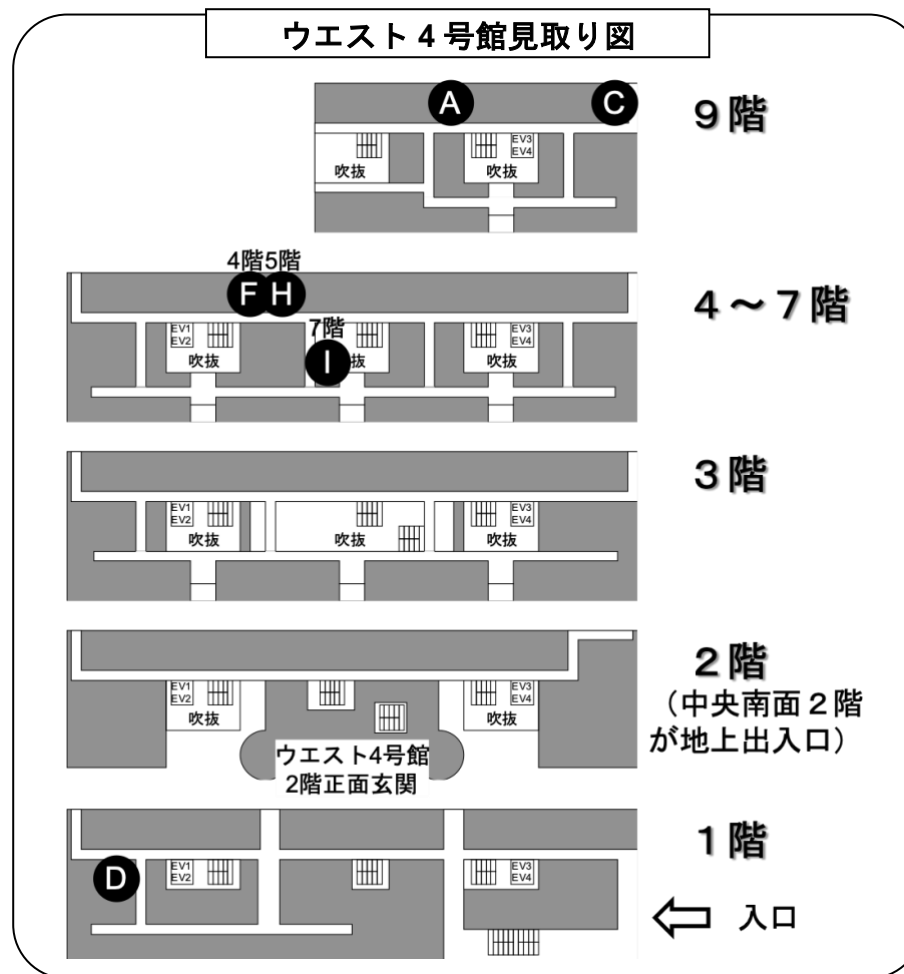 ウエスト４号館見取り図
A
C
９階
EV3
EV4
吹抜
吹抜
4階5階
F H
４～７階
7階
EV1
EV2
I
EV3
EV4
吹抜
抜
吹抜
３階
EV1
EV2
EV3
EV4
吹抜
吹抜
吹抜
２階
（中央南面２階
が地上出入口）
EV1
EV2
EV3
EV4
吹抜
吹抜
ウエスト4号館
2階正面玄関
１階
D
EV1
EV2
EV3
EV4
入口